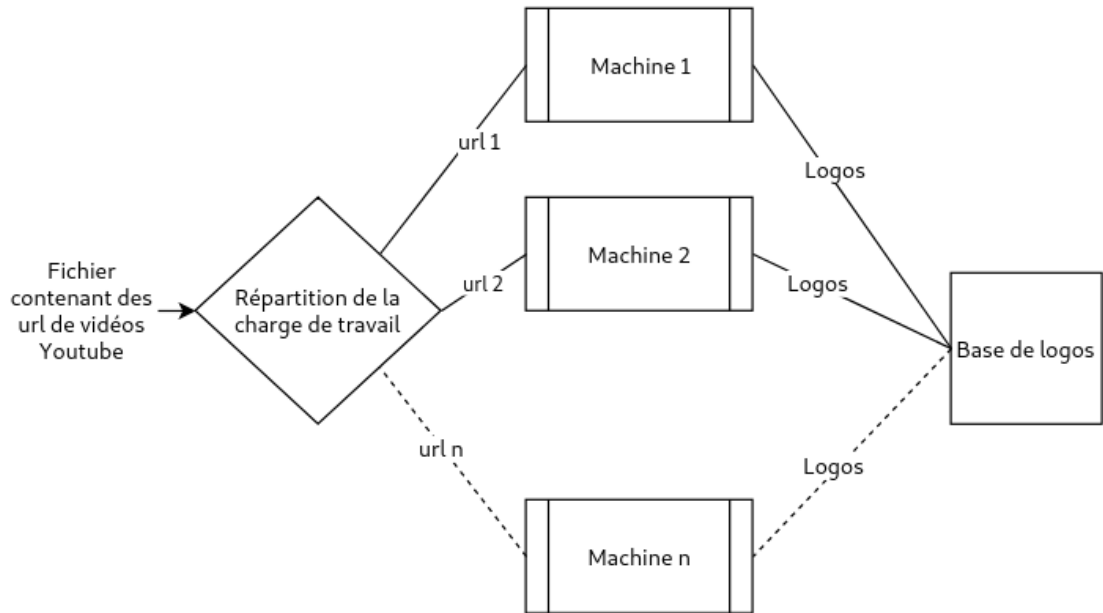 Machine 1
url 1
Logos
Machine 2
url 2
Logos
Fichier
contenant des
url de vidéos
Youtube
Répartition de la
charge de travail
Base de logos
url n
Logos
Machine n